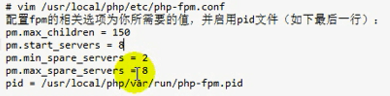 # vim /usr/local/php/etc/php-fpm.conf
配置fpm的相关选项为你所需要的值，并启用pid文件（如下最后一行）：
pm.max_children = 150
pm.start_servers = 8
pm.min_spare_servers = 2
pm.max_spare_servers = 8
pid = /usr/local/php/var/run/php-fpm.pid